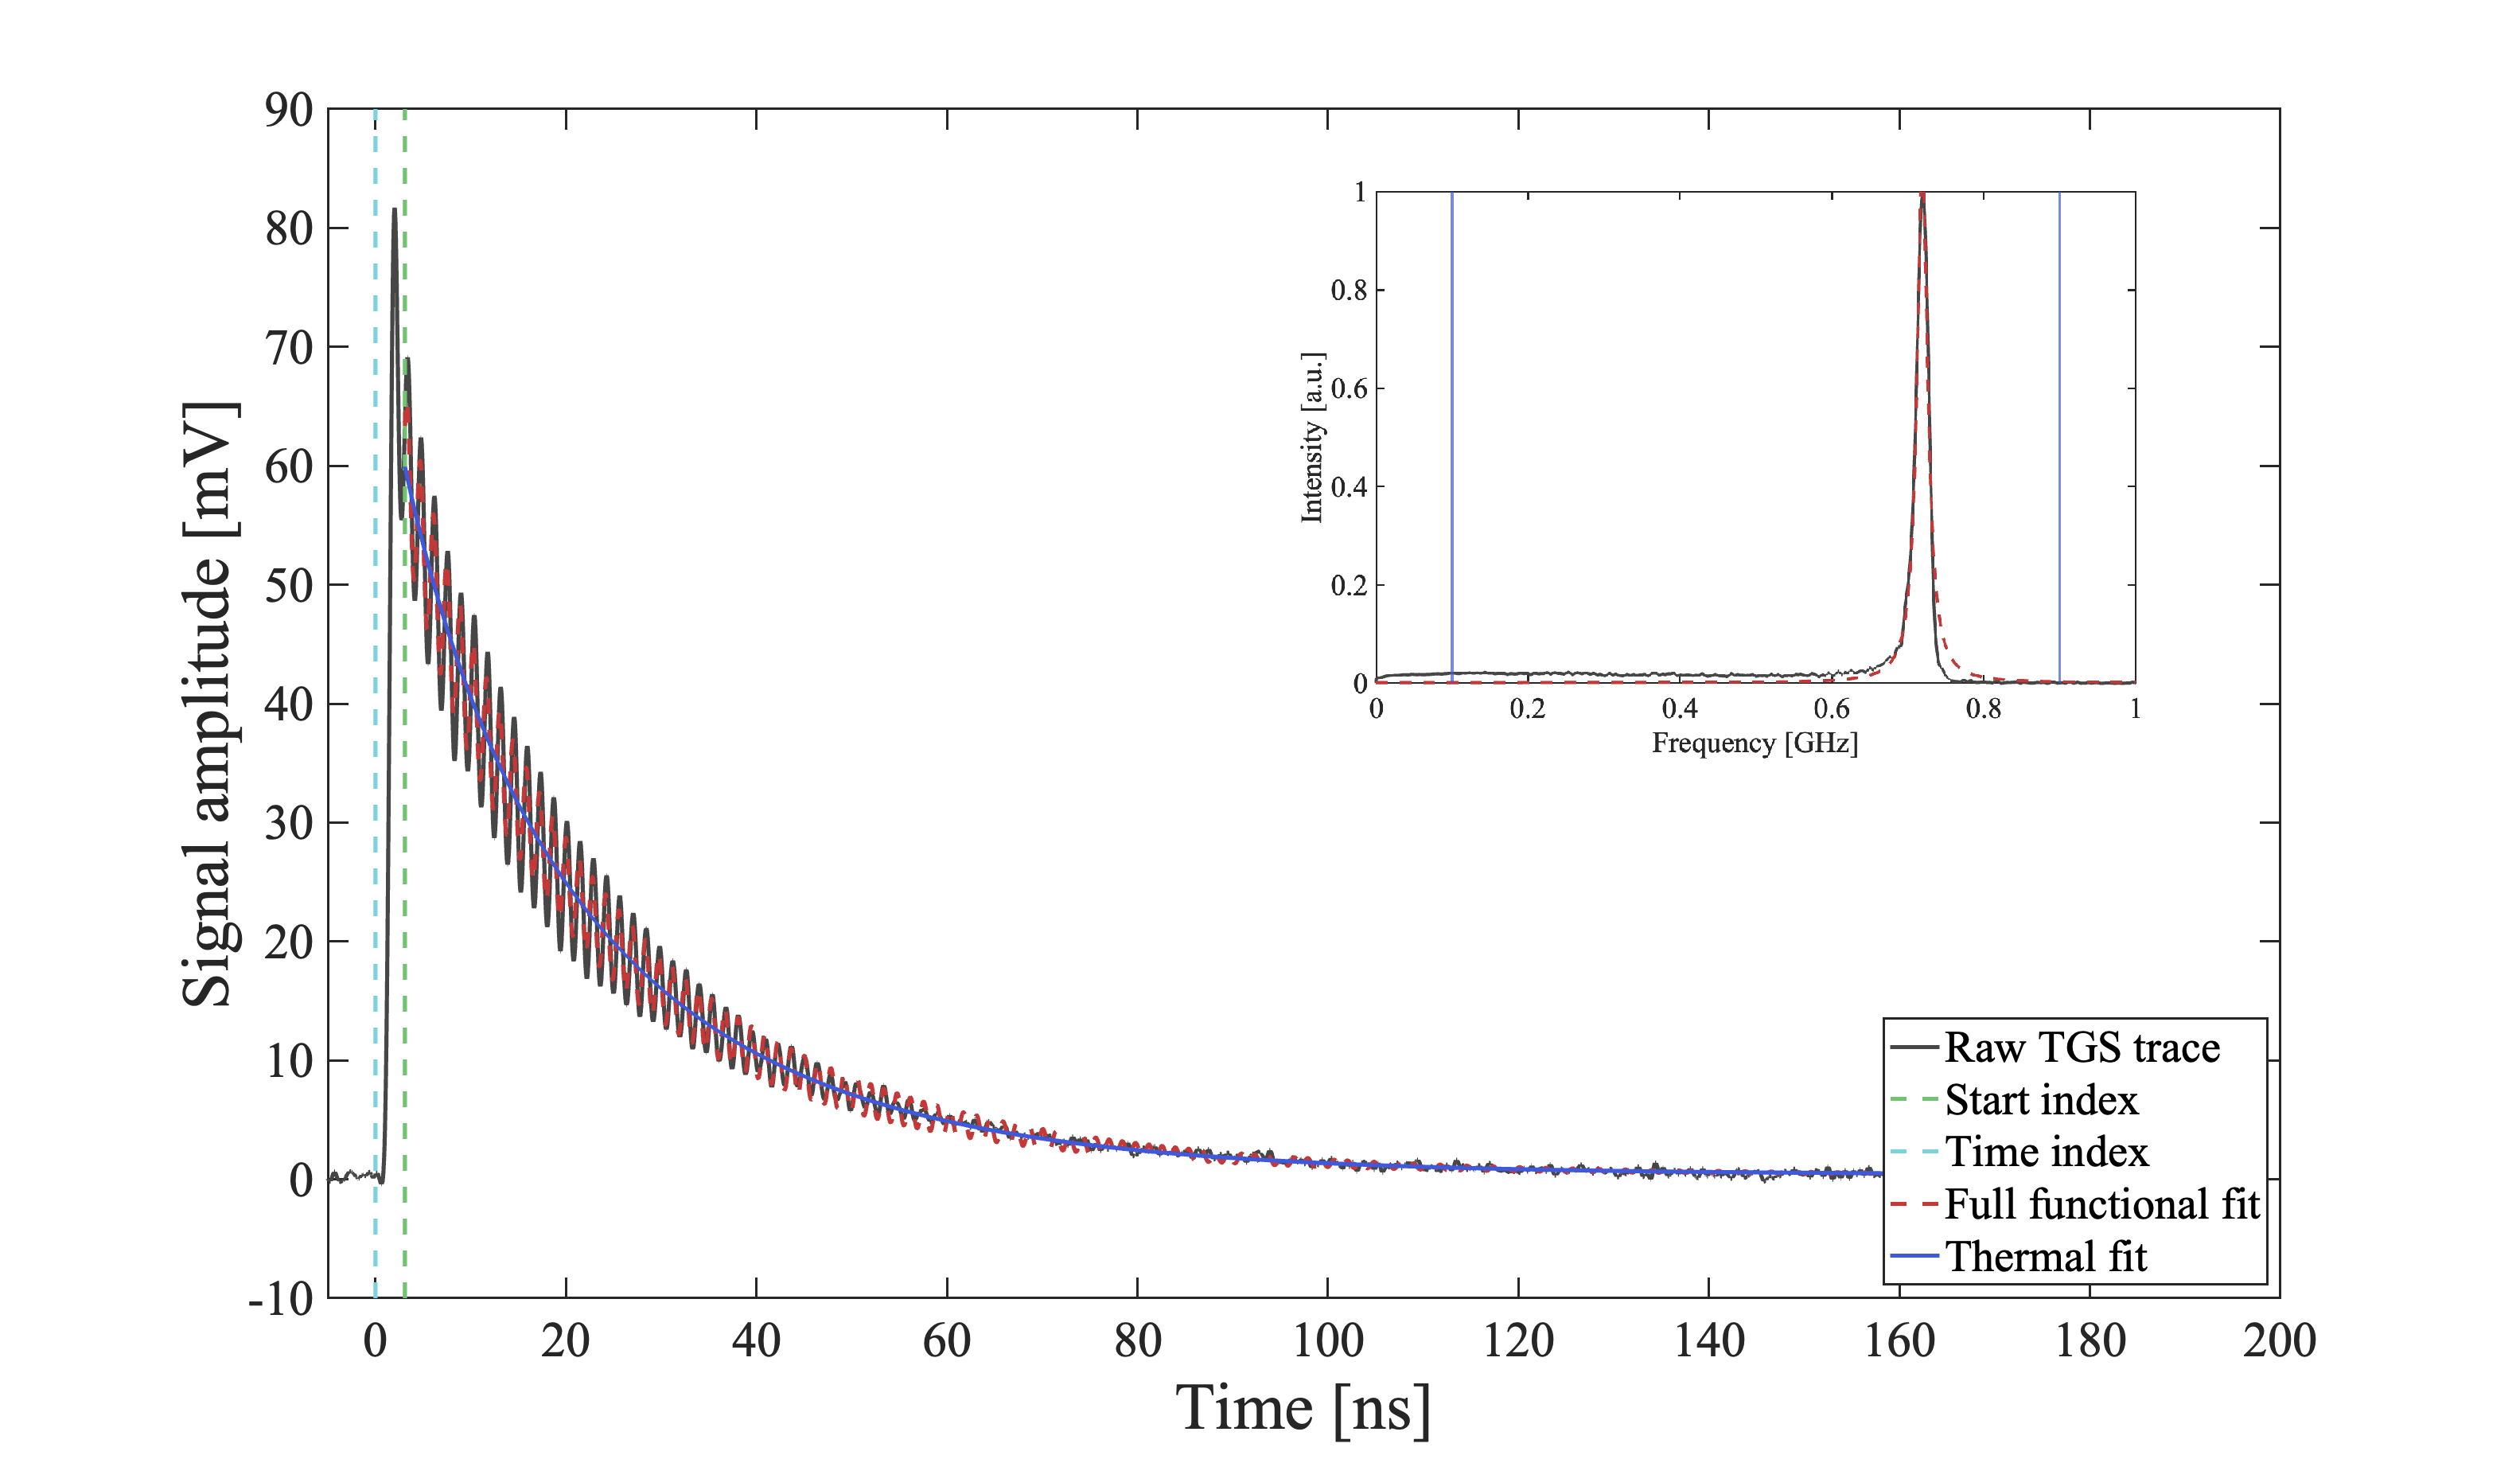 Signal amplitude [mV]
90
80
70
60
50
40
30
20
10
0
-10
0 20 40 60 80 100 120 140 160 180 200
Time [ns]
Intensity [a.u.]
1
0.8
0.6
0.4
0.2
0
0 0.2 0.4 0.6 0.8 1
Frequency [GHz]
Raw TGS trace
Start index
Time index
Full functional fit
Thermal fit